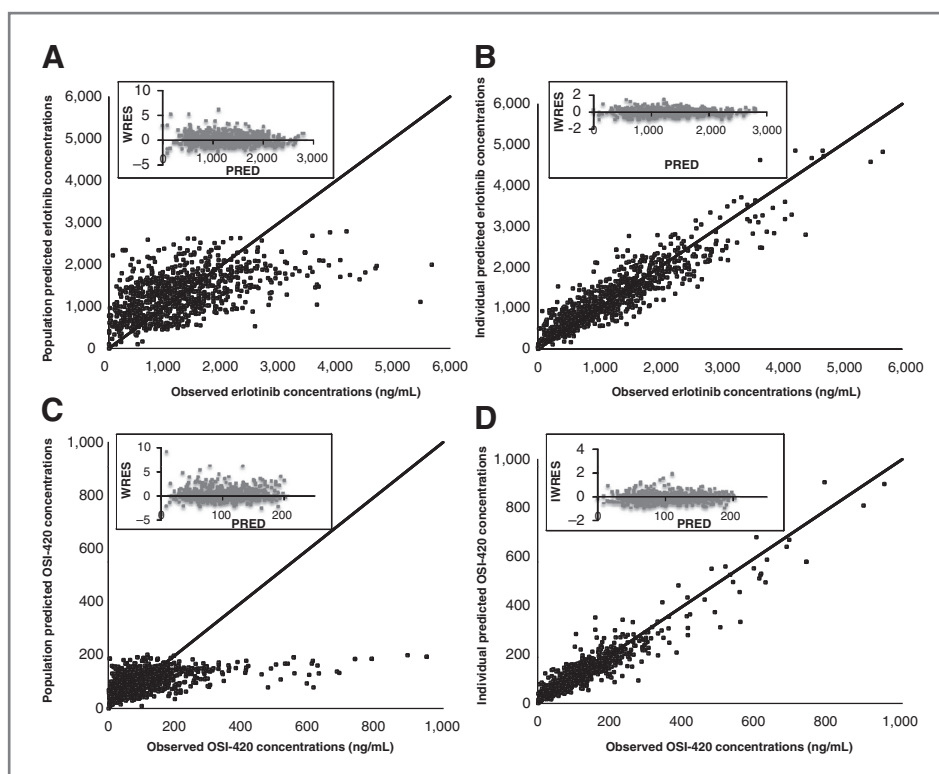 A
Population predicted erlotinib concentrations
6,000
5,000
4,000
3,000
2,000
1,000
0
0 1,000 2,000 3,000 4,000 5,000 6,000
Observed erlotinib concentrations (ng/mL)
WRES
10
5
0
–5
0 1,000 2,000 3,000
PRED
B
Individual predicted erlotinib concentrations
6,000
5,000
4,000
3,000
2,000
1,000
0
0 1,000 2,000 3,000 4,000 5,000 6,000
Observed erlotinib concentrations (ng/mL)
IWRES
2
0
–2
0 1,000 2,000 3,000
PRED
C
Population predicted OSI-420 concentrations
1,000
800
600
400
200
0
0 200 400 600 800 1,000
Observed OSI-420 concentrations (ng/mL)
WRES
10
5
0
–5
0 100 200
PRED
D
Individual predicted OSI-420 concentrations
1,000
800
600
400
200
0
0 200 400 600 800 1,000
Observed OSI-420 concentrations (ng/mL)
IWRES
4
2
0
–2
0 100 200
PRED